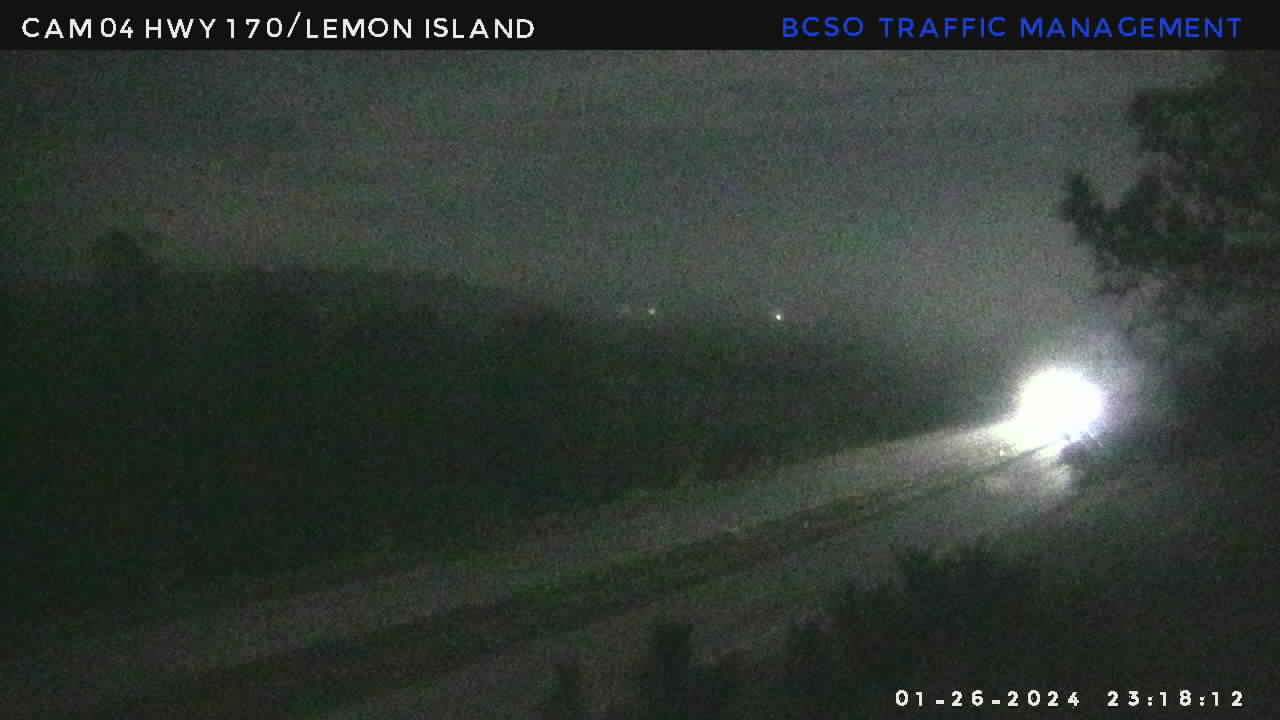 CAM04 HWY 170/LEMON ISLAND
BCSO TRAFFIC MANAGEMENT
01-26-2024 23:18:12